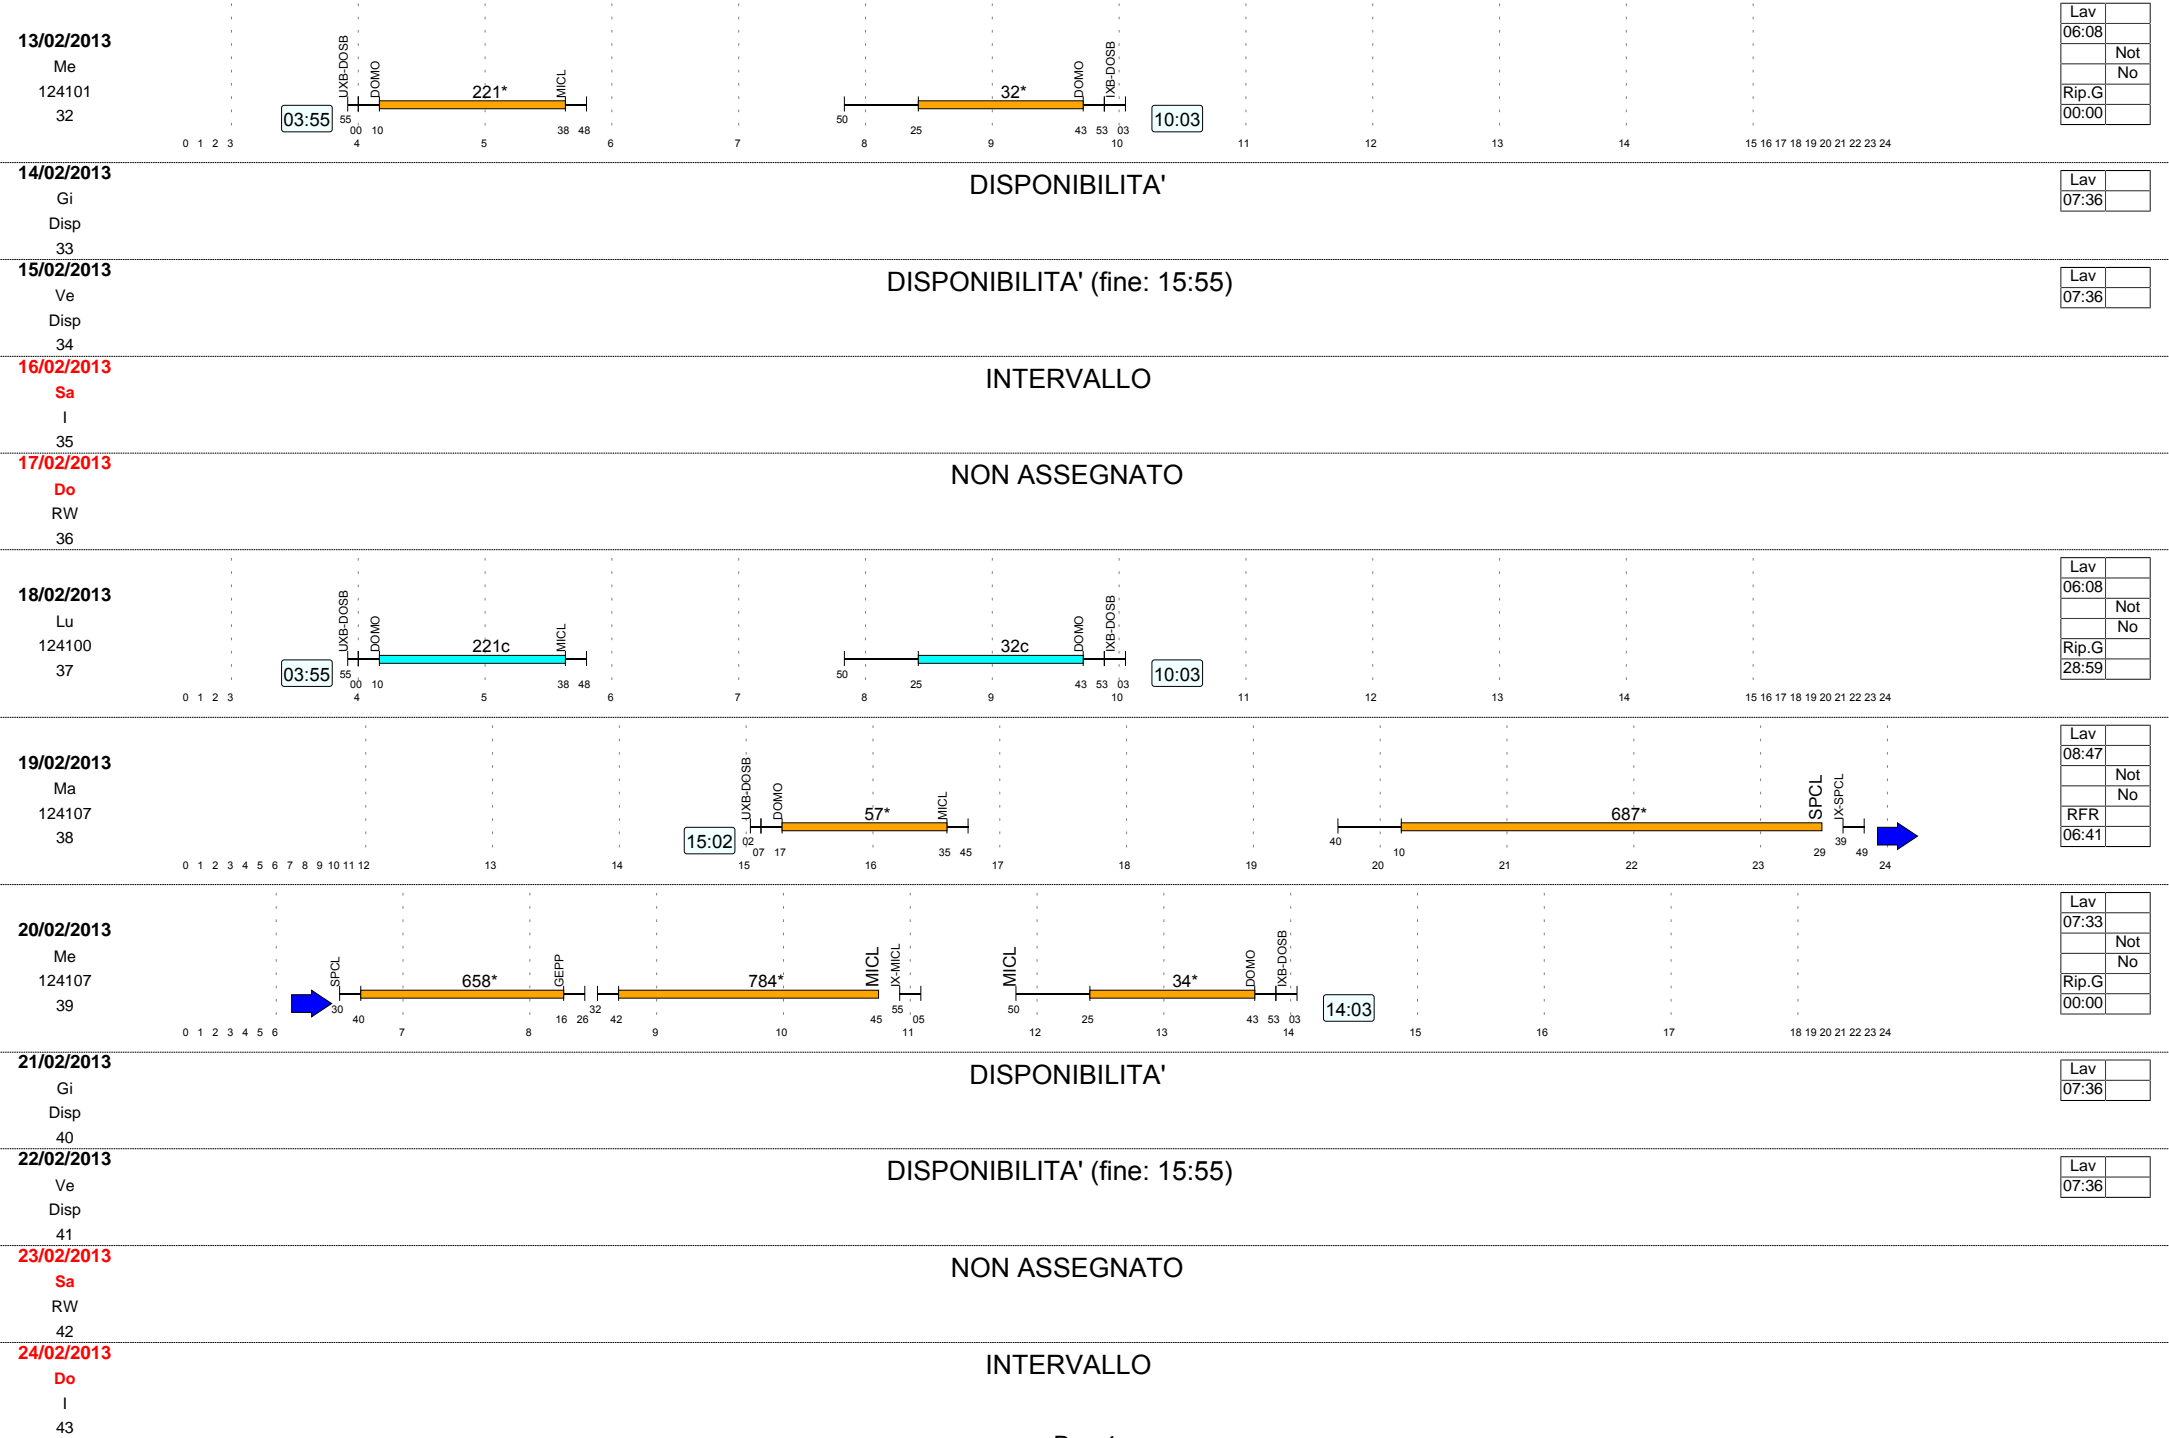 13/02/2013
Me
124101
32
UXB-DOSB DOMO 221* MICL 32* DOMO IXB-DOSB
03:55 55 00 10 38 48 50 25 43 53 03 10:03
0 1 2 3 4 5 6 7 8 9 10 11 12 13 14 15 16 17 18 19 20 21 22 23 24
Lav
06:08
Not
No
Rip.G
00:00
14/02/2013
Gi
Disp
33
DISPONIBILITA'
Lav
07:36
15/02/2013
Ve
Disp
34
DISPONIBILITA' (fine: 15:55)
Lav
07:36
16/02/2013
Sa
I
35
INTERVALLO
17/02/2013
Do
RW
36
NON ASSEGNATO
18/02/2013
Lu
124100
37
UXB-DOSB DOMO 221c MICL 32c DOMO IXB-DOSB
03:55 55 00 10 38 48 50 25 43 53 03 10:03
0 1 2 3 4 5 6 7 8 9 10 11 12 13 14 15 16 17 18 19 20 21 22 23 24
Lav
06:08
Not
No
Rip.G
28:59
19/02/2013
Ma
124107
38
UXB-DOSB DOMO 57* MICL 687* SPCL IX-SPCL
15:02 02 07 17 35 45 40 10 29 39 49
0 1 2 3 4 5 6 7 8 9 10 11 12 13 14 15 16 17 18 19 20 21 22 23 24
Lav
08:47
Not
No
RFR
06:41
20/02/2013
Me
124107
39
SPCL 658* GEPP 784* MICL IX-MICL MICL 34* DOMO IXB-DOSB
30 40 16 26 32 42 45 55 05 50 25 43 53 03 14:03
0 1 2 3 4 5 6 7 8 9 10 11 12 13 14 15 16 17 18 19 20 21 22 23 24
Lav
07:33
Not
No
Rip.G
00:00
21/02/2013
Gi
Disp
40
DISPONIBILITA'
Lav
07:36
22/02/2013
Ve
Disp
41
DISPONIBILITA' (fine: 15:55)
Lav
07:36
23/02/2013
Sa
RW
42
NON ASSEGNATO
24/02/2013
Do
I
43
INTERVALLO